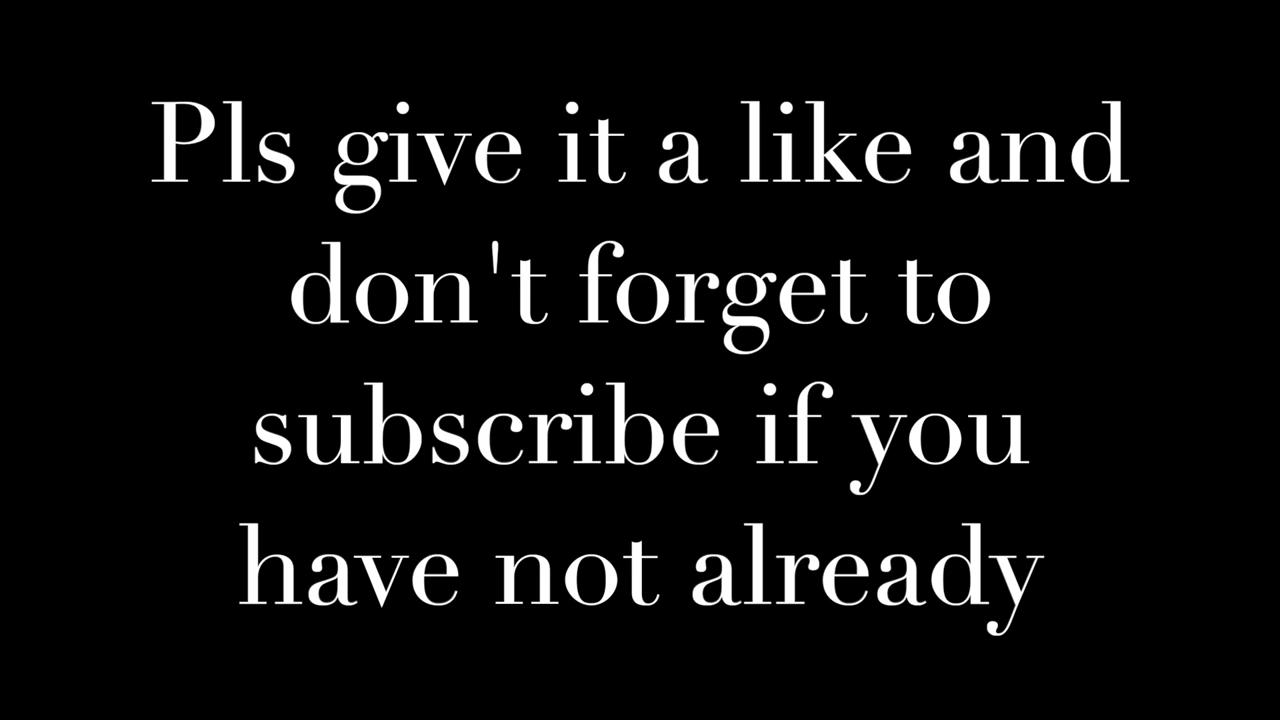 Pls give it a like and
don't forget to
subscribe if you
have not already